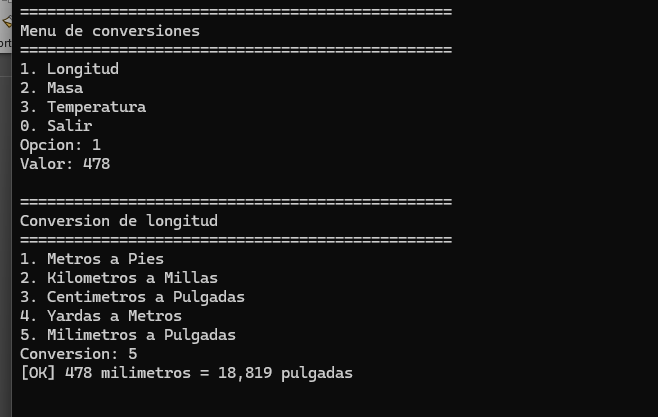 ort
================================================
Menu de conversiones
================================================
1. Longitud
2. Masa
3. Temperatura
0. Salir
Opcion: 1
Valor: 478
================================================
Conversion de longitud
================================================
1. Metros a Pies
2. Kilometros a Millas
3. Centimetros a Pulgadas
4. Yardas a Metros
5. Milimetros a Pulgadas
Conversion: 5
[OK] 478 milimetros = 18,819 pulgadas